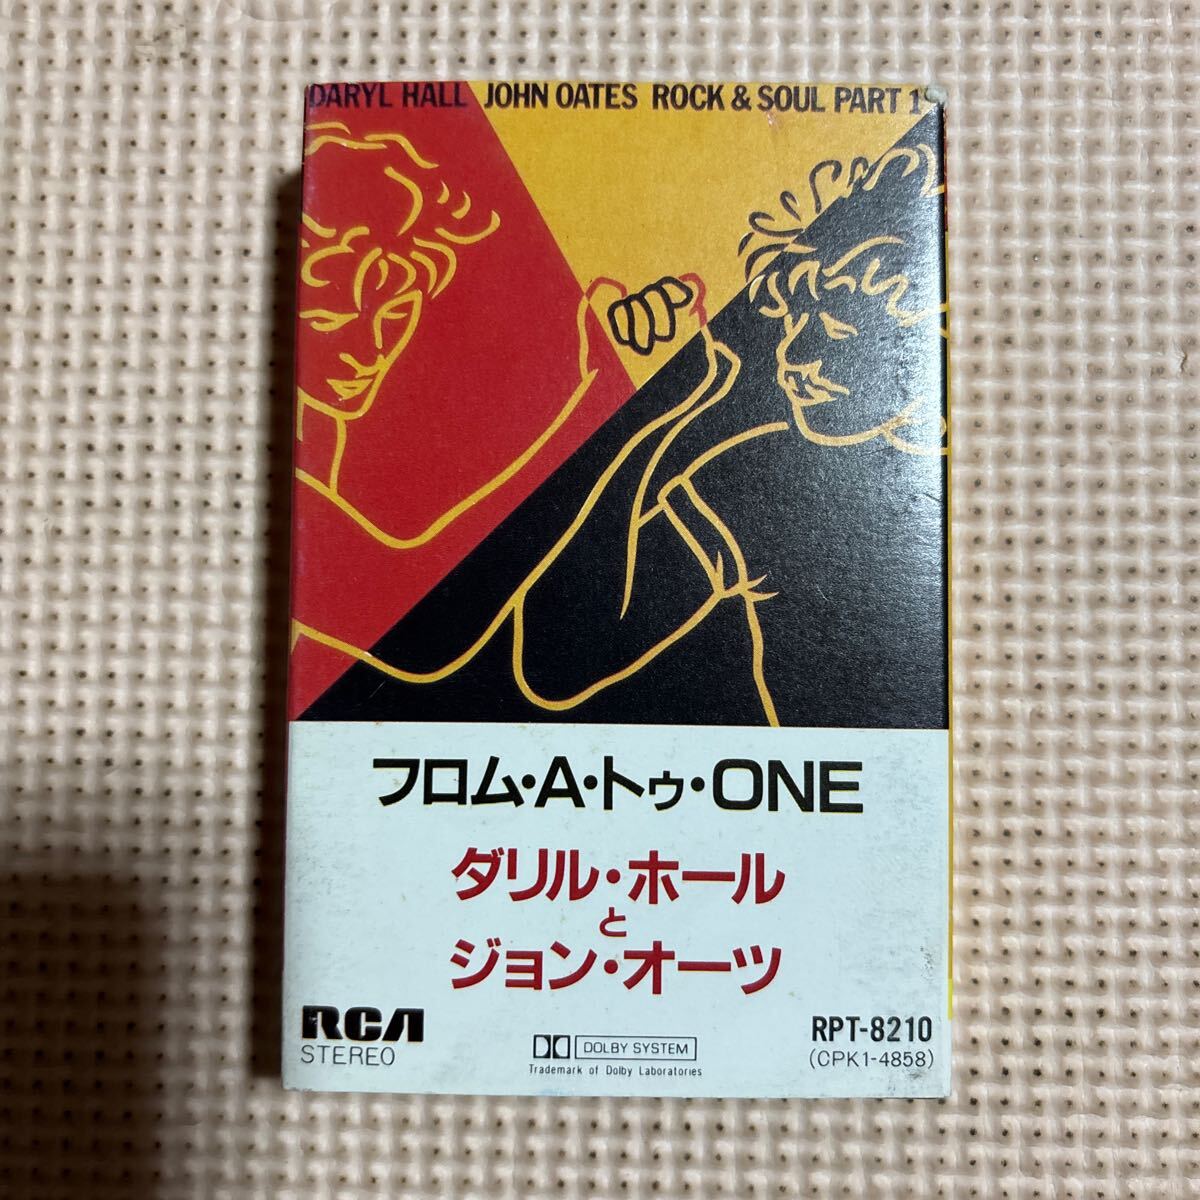 DARYL HALL JOHN OATES ROCK & SOUL PART 1
フロム・A・トゥ・ONE
ダリル・ホール
と
ジョン・オーツ
RCA
STEREO
DOLBY SYSTEM
Trademark of Dolby Laboratories
RPT-8210
(CPK1-4858)